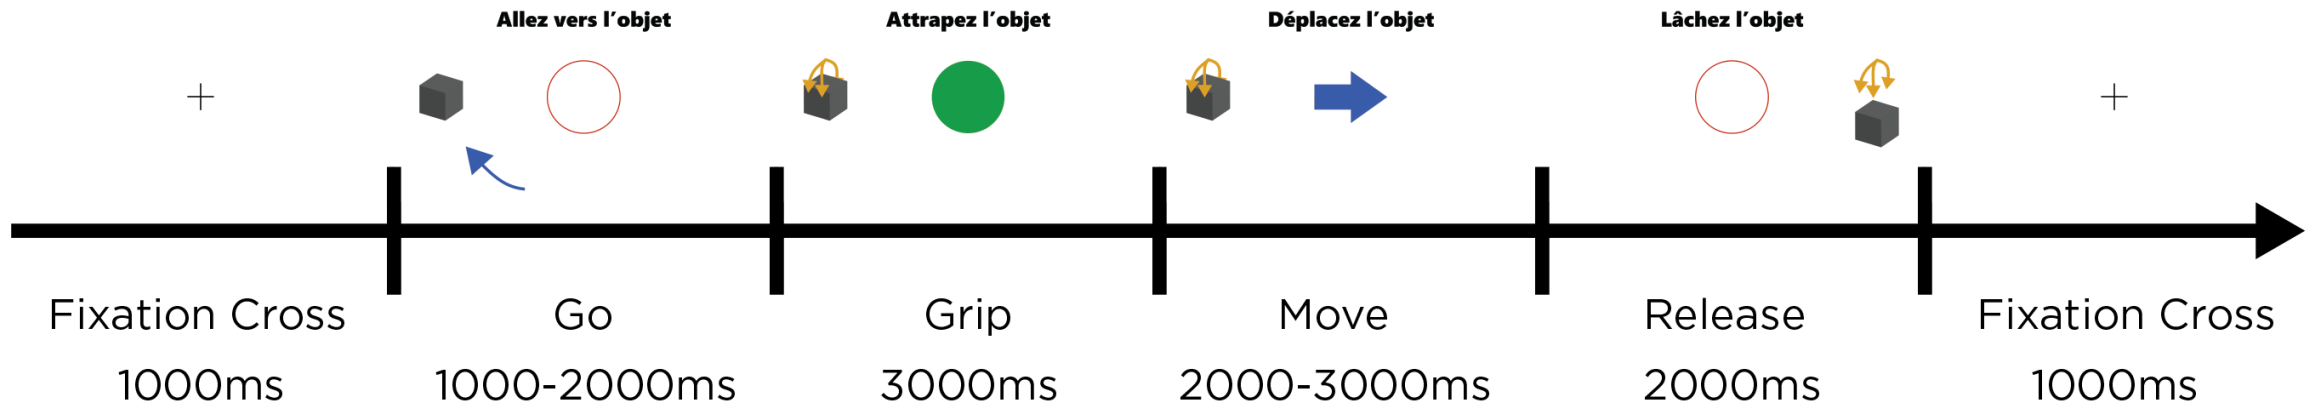 Allez vers l'objet
Attrapez l'objet
Déplacez l'objet
Lâchez l'objet
Fixation Cross
Go
Grip
Move
Release
Fixation Cross
1000ms
1000-2000ms
3000ms
2000-3000ms
2000ms
1000ms